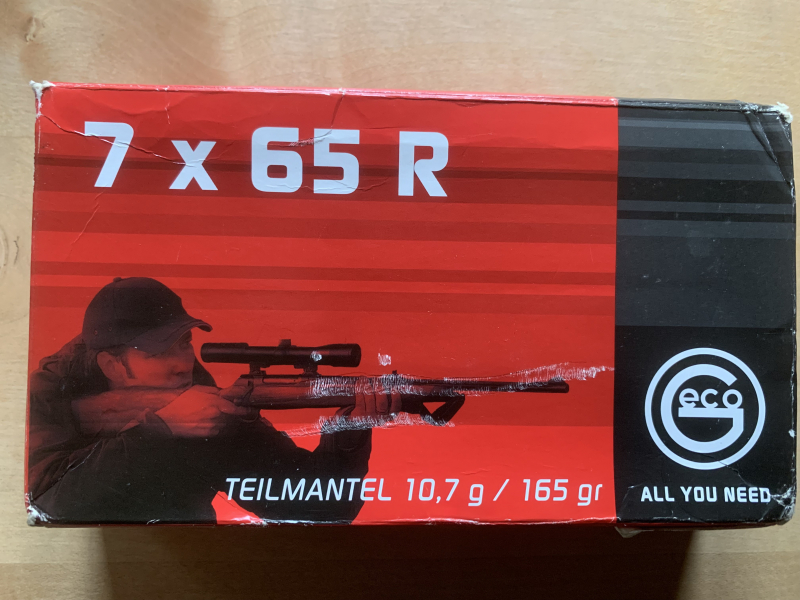 7 x 65 R
Geco
ALL YOU NEED
TEILMANTEL 10,7 g / 165 gr